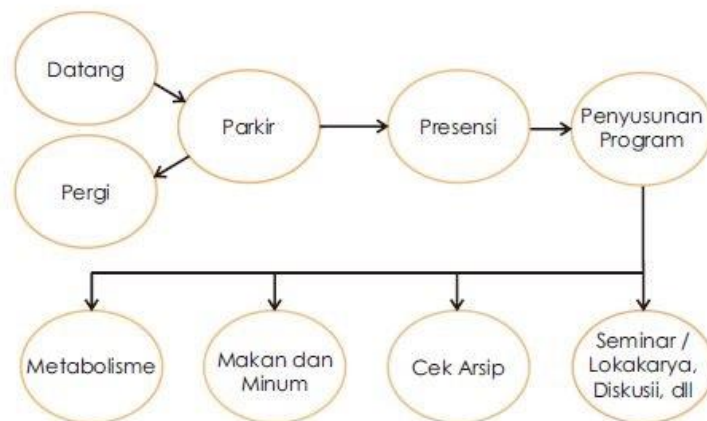 Datang
Parkir
Presensi
Penyusunan
Program
Pergi
Metabolisme
Makan dan
Minum
Cek Arsip
Seminar /
Lokakarya,
Diskusii, dll